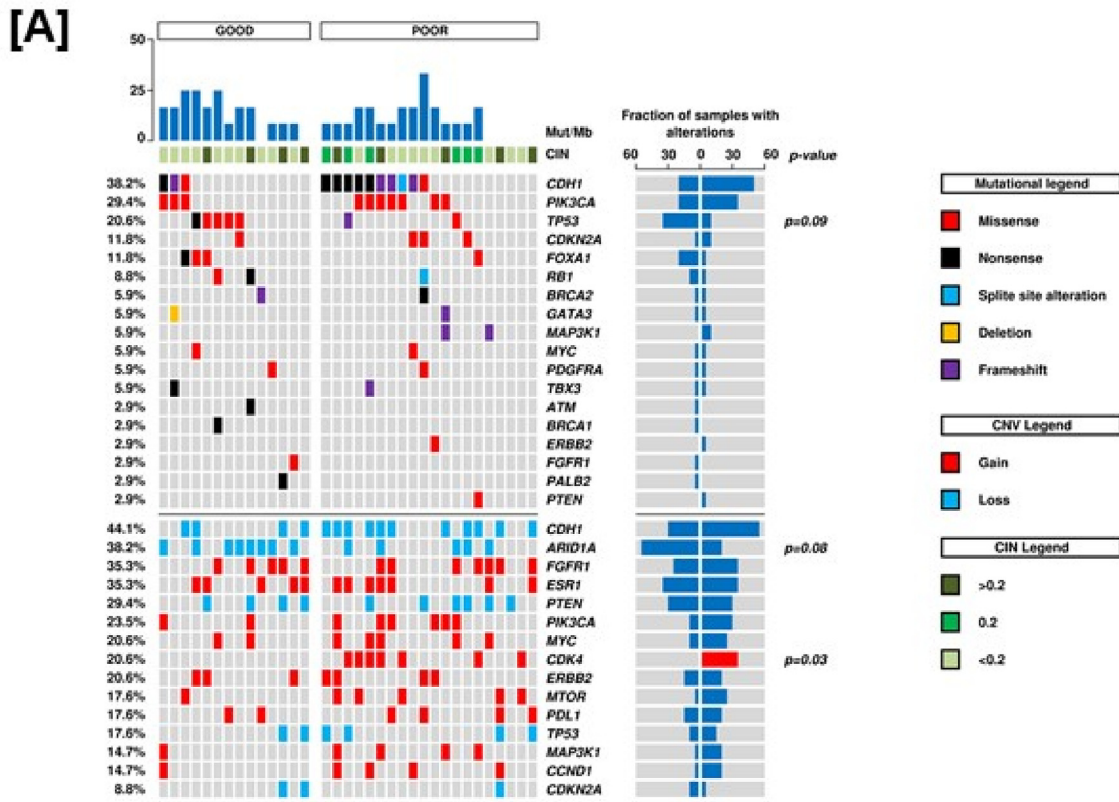 [A]
GOOD POOR
50
25
0
Mut/Mb
CIN
Fraction of samples with
alterations
60 30 0 30 60 p-value
38.2% CDH1
29.4% PIK3CA
20.6% TP53 p=0.09
11.8% CDKN2A
11.8% FOXA1
8.8% RB1
5.9% BRCA2
5.9% GATA3
5.9% MAP3K1
5.9% MYC
5.9% PDGFRA
5.9% TBX3
2.9% ATM
2.9% BRCA1
2.9% ERBB2
2.9% FGFR1
2.9% PALB2
2.9% PTEN
44.1% CDH1
38.2% ARID1A p=0.08
35.3% FGFR1
35.3% ESR1
29.4% PTEN
23.5% PIK3CA
20.6% MYC
20.6% CDK4 p=0.03
20.6% ERBB2
17.6% MTOR
17.6% PDL1
17.6% TP53
14.7% MAP3K1
14.7% CCND1
8.8% CDKN2A
Mutational legend
Missense
Nonsense
Splite site alteration
Deletion
Frameshift
CNV Legend
Gain
Loss
CIN Legend
>0.2
0.2
<0.2